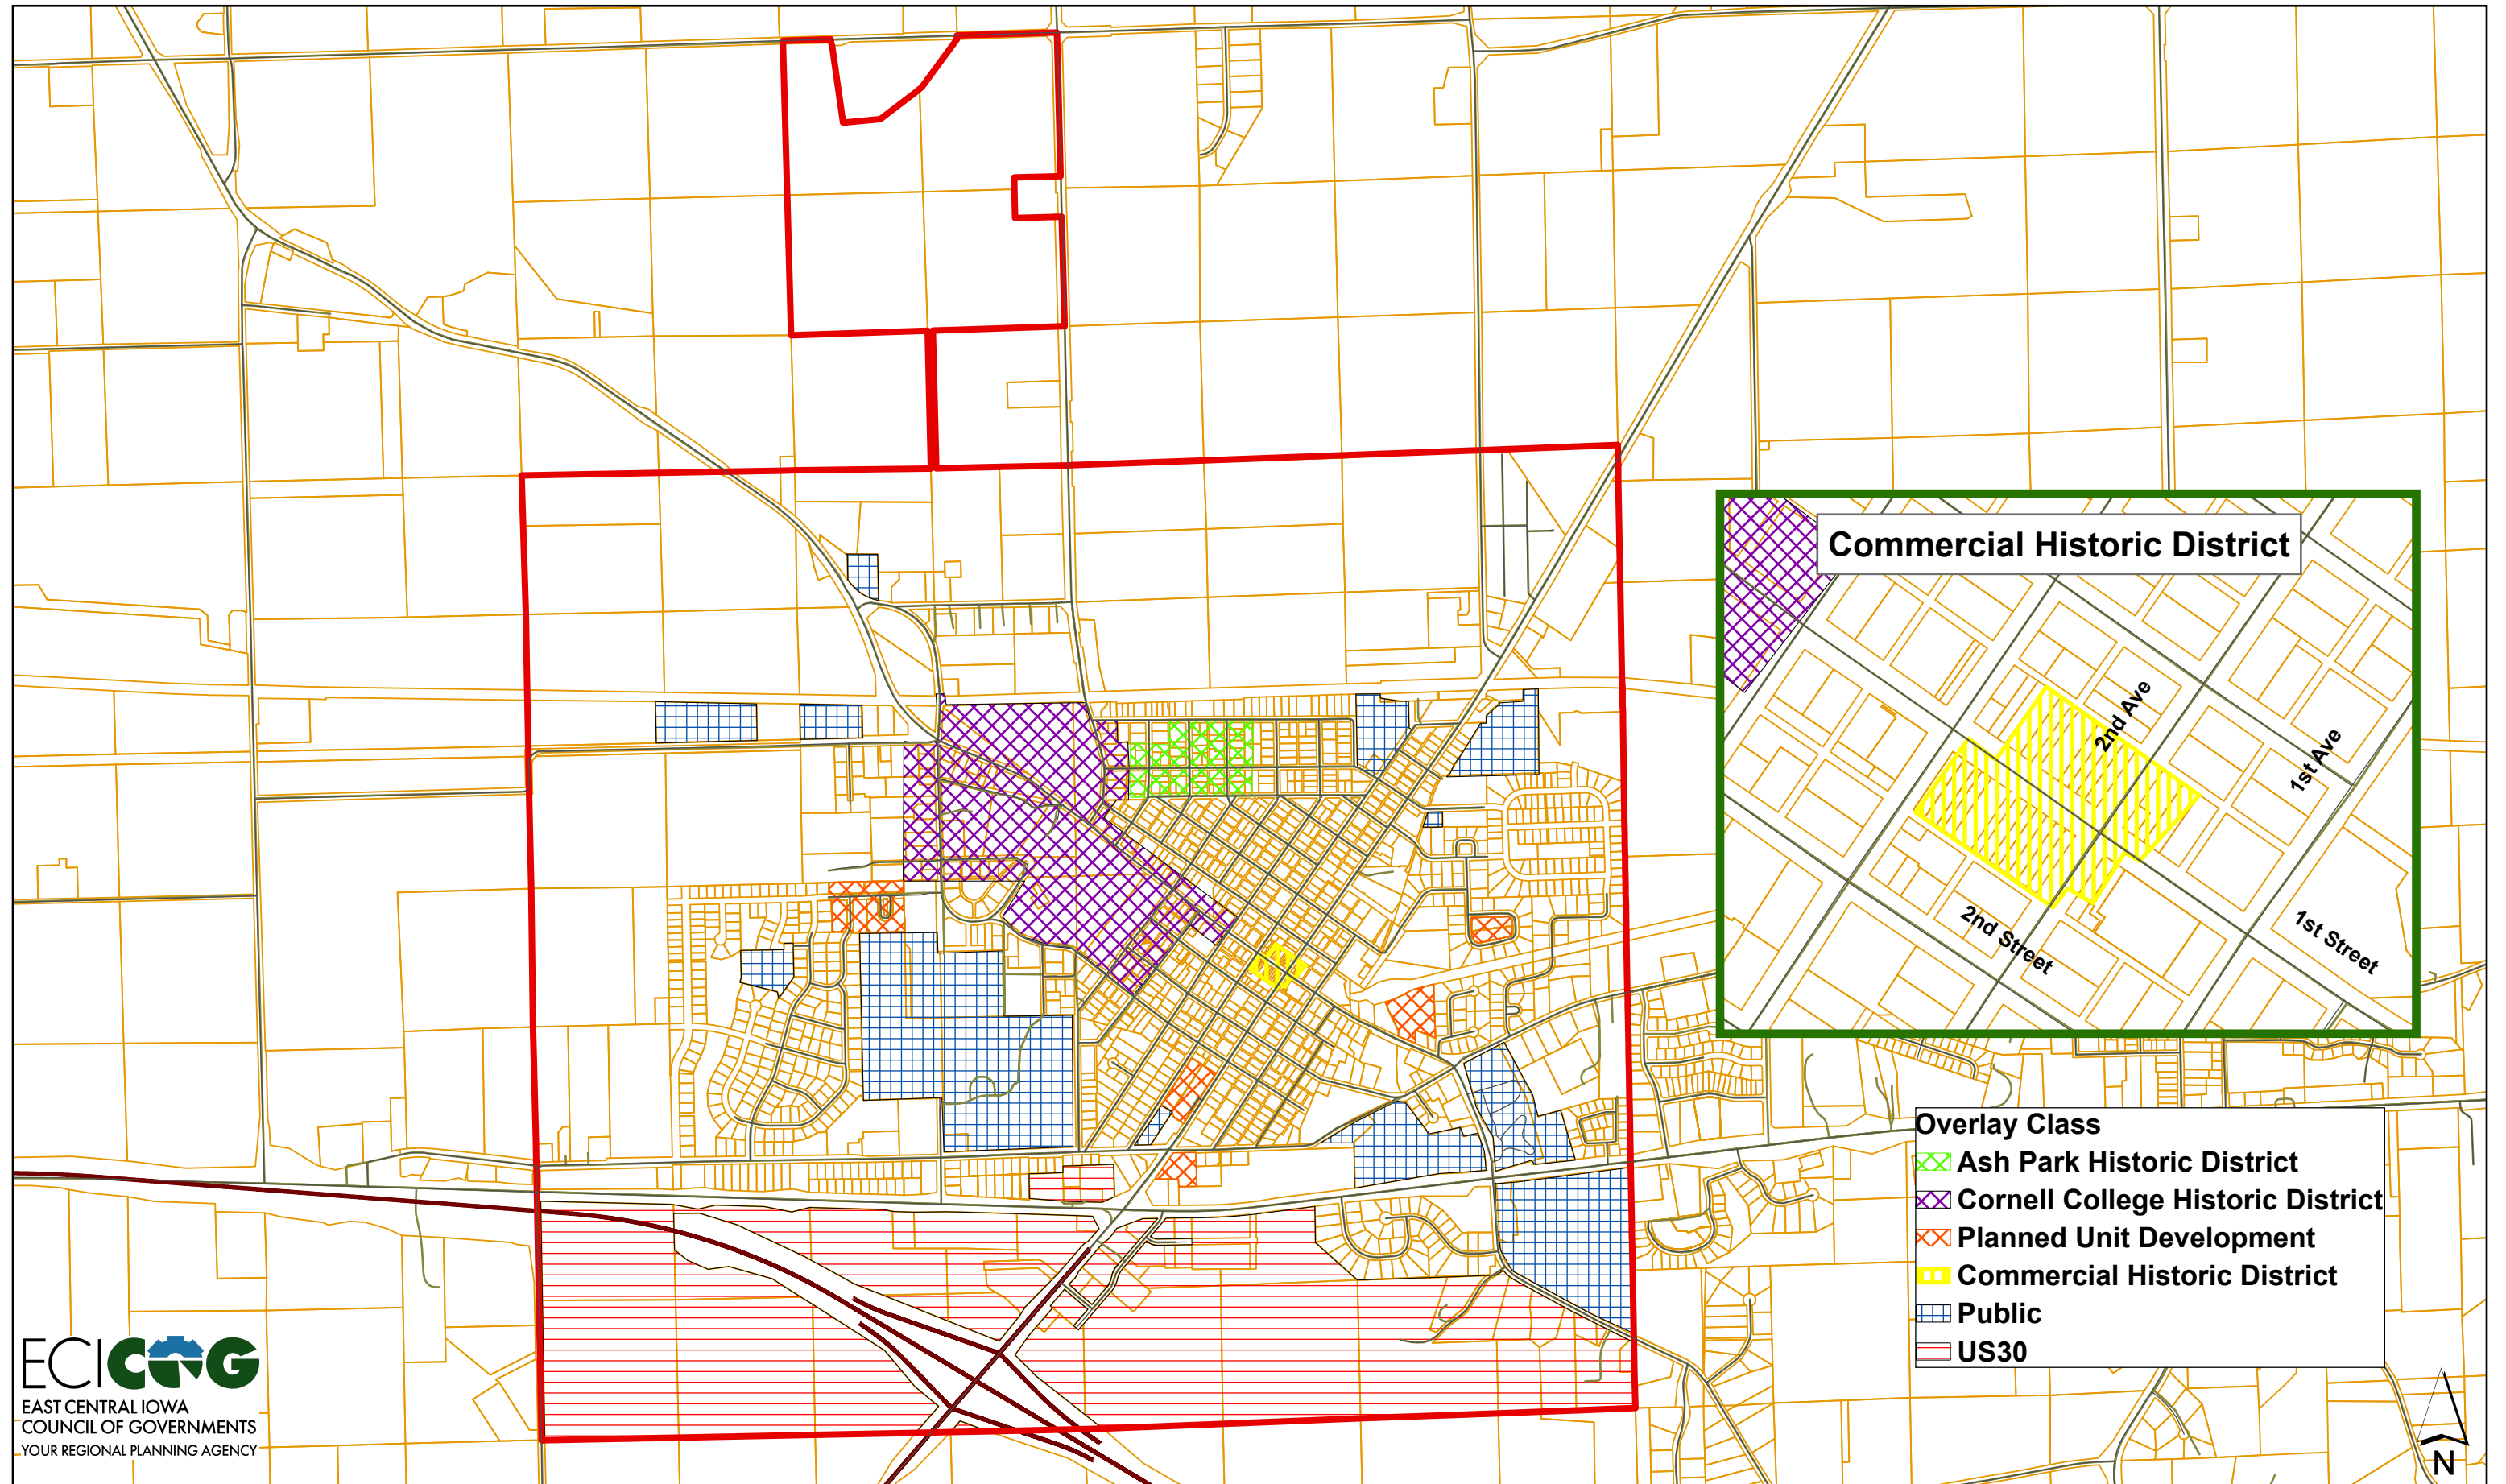 Commercial Historic District
2nd Ave
1st Ave
2nd Street
1st Street
Overlay Class
Ash Park Historic District
Cornell College Historic District
Planned Unit Development
Commercial Historic District
Public
US30
ECICOG
EAST CENTRAL IOWA
COUNCIL OF GOVERNMENTS
YOUR REGIONAL PLANNING AGENCY
N